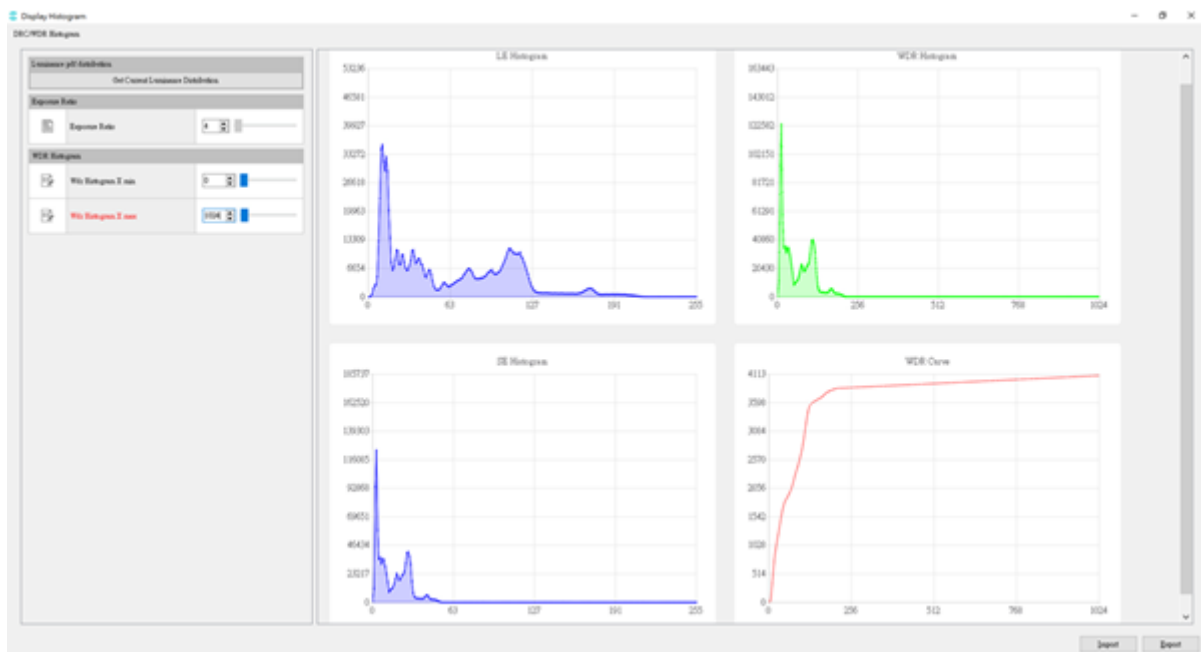 Display Histogram
DRC/WDR Histogram
Luminance pdf distribution
Get Current Luminance Distribution
Exposure Ratio
Exposure Ratio
4
WDR Histogram
Wdr Histogram X min
0
Wdr Histogram X max
1024
LE Histogram
53236
46581
39927
33272
26618
19963
13309
6654
0
0 63 127 191 255
WDR Histogram
163443
143012
122582
102151
81721
61291
40860
20430
0
0 256 512 768 1024
SE Histogram
185737
162520
139303
116085
92868
69651
46434
23217
0
0 63 127 191 255
WDR Curve
4113
3598
3084
2570
2056
1542
1028
514
0
0 256 512 768 1024
Import Export